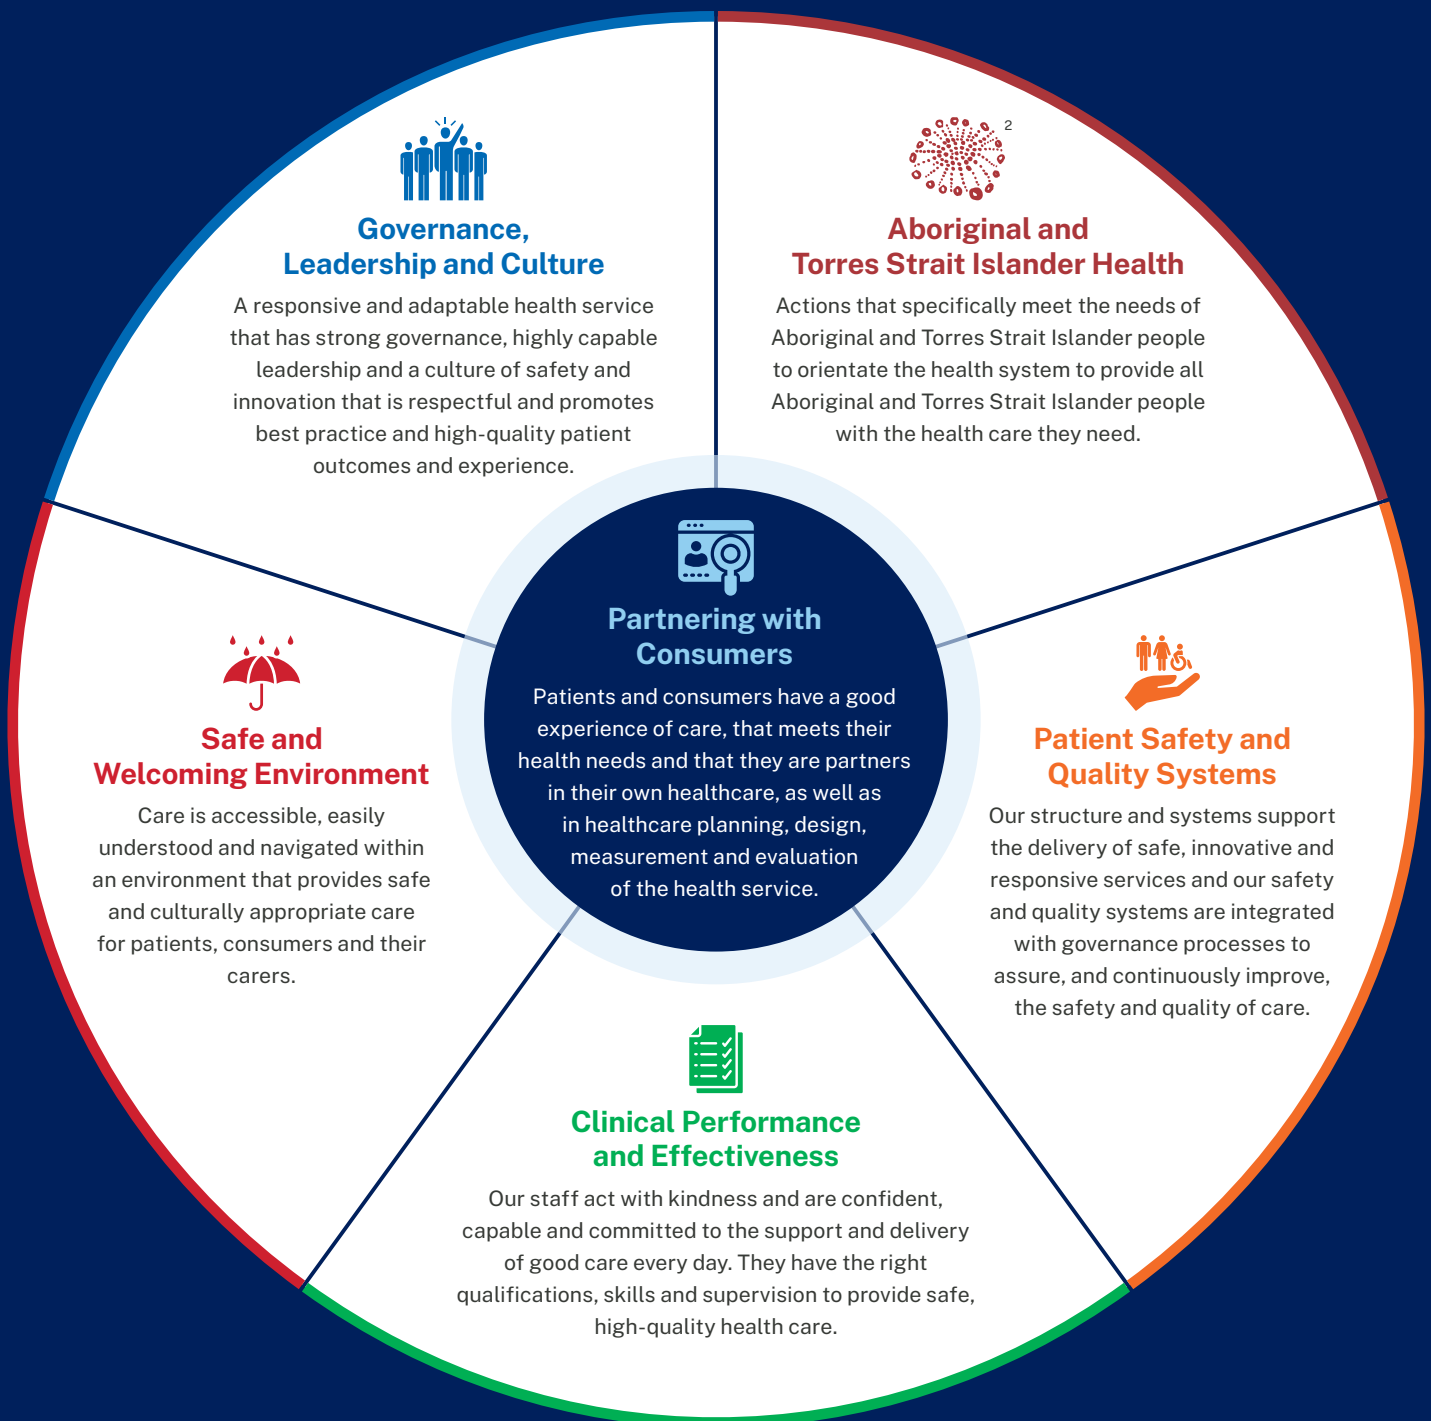 Governance,
Leadership and Culture
A responsive and adaptable health service
that has strong governance, highly capable
leadership and a culture of safety and
innovation that is respectful and promotes
best practice and high-quality patient
outcomes and experience.
2
Aboriginal and
Torres Strait Islander Health
Actions that specifically meet the needs of
Aboriginal and Torres Strait Islander people
to orientate the health system to provide all
Aboriginal and Torres Strait Islander people
with the health care they need.
Partnering with
Consumers
Patients and consumers have a good
experience of care, that meets their
health needs and that they are partners
in their own healthcare, as well as
in healthcare planning, design,
measurement and evaluation
of the health service.
Safe and
Welcoming Environment
Care is accessible, easily
understood and navigated within
an environment that provides safe
and culturally appropriate care
for patients, consumers and their
carers.
Patient Safety and
Quality Systems
Our structure and systems support
the delivery of safe, innovative and
responsive services and our safety
and quality systems are integrated
with governance processes to
assure, and continuously improve,
the safety and quality of care.
Clinical Performance
and Effectiveness
Our staff act with kindness and are confident,
capable and committed to the support and delivery
of good care every day. They have the right
qualifications, skills and supervision to provide safe,
high-quality health care.